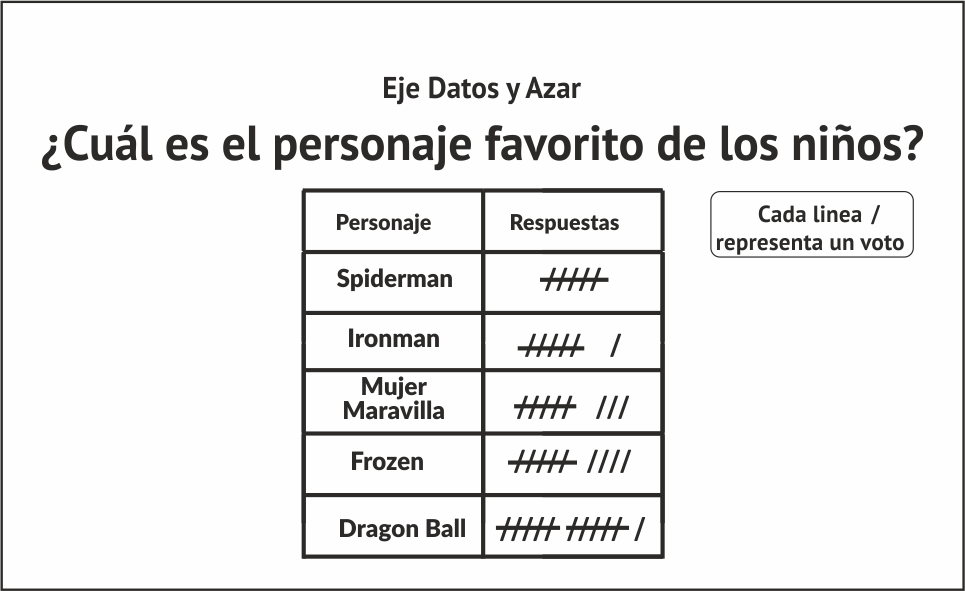 Eje Datos y Azar
¿Cuál es el personaje favorito de los niños?
Personaje Respuestas
Cada linea /
representa un voto
Spiderman /////
Ironman ///// /
Mujer
Maravilla ///// ///
Frozen ///// ////
Dragon Ball ///// ///// /